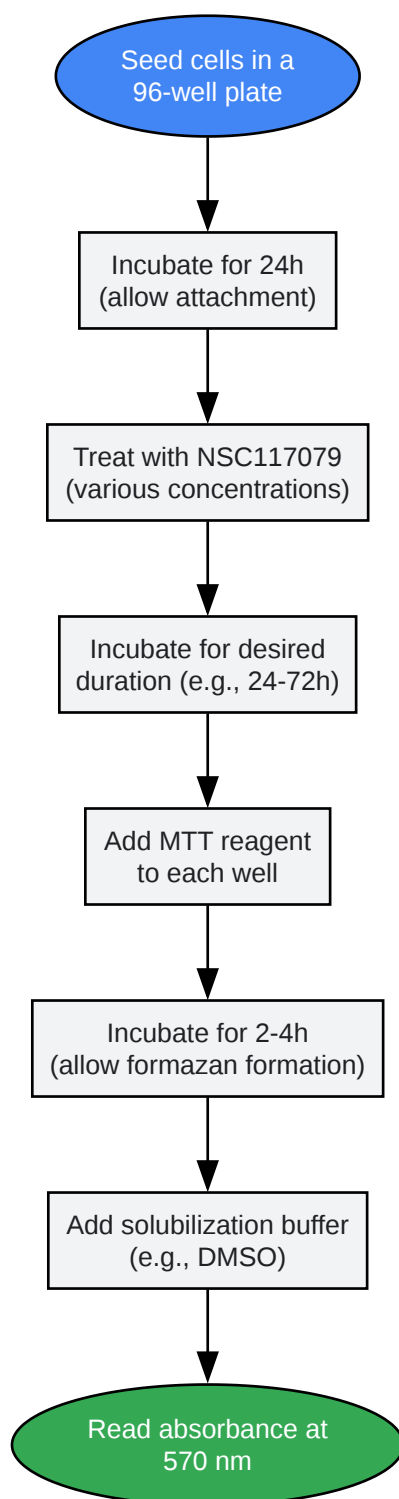 Seed cells in a
96-well plate
Incubate for 24h
(allow attachment)
Treat with NSC117079
(various concentrations)
Incubate for desired
duration (e.g., 24-72h)
Add MTT reagent
to each well
Incubate for 2-4h
(allow formazan formation)
Add solubilization buffer
(e.g., DMSO)
Read absorbance at
570 nm